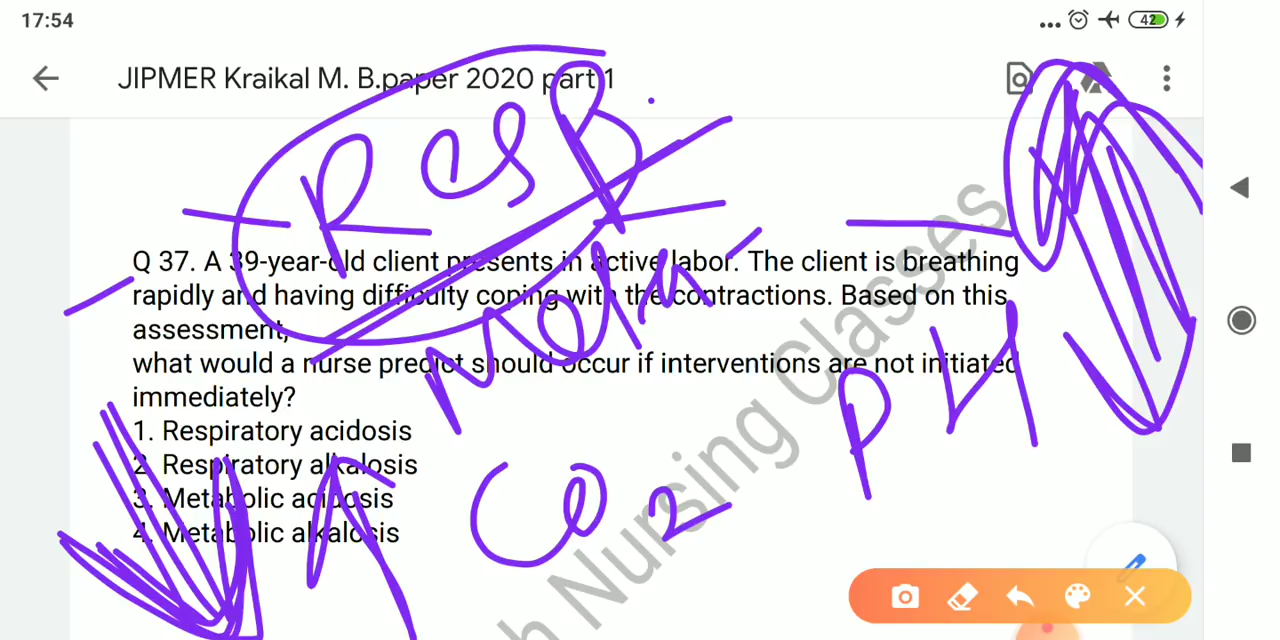 17:54
42
JIPMER Kraikal M. B.paper 2020 part 1
Resp.
Q 37. A 39-year-old client presents in active labor. The client is breathing
rapidly and having difficulty coping with the contractions. Based on this
assessment,
what would a nurse predict should occur if interventions are not initiated
immediately?
1. Respiratory acidosis
2. Respiratory alkalosis
3. Metabolic acidosis
4. Metabolic alkalosis
PH
CO2
Nursing Classes